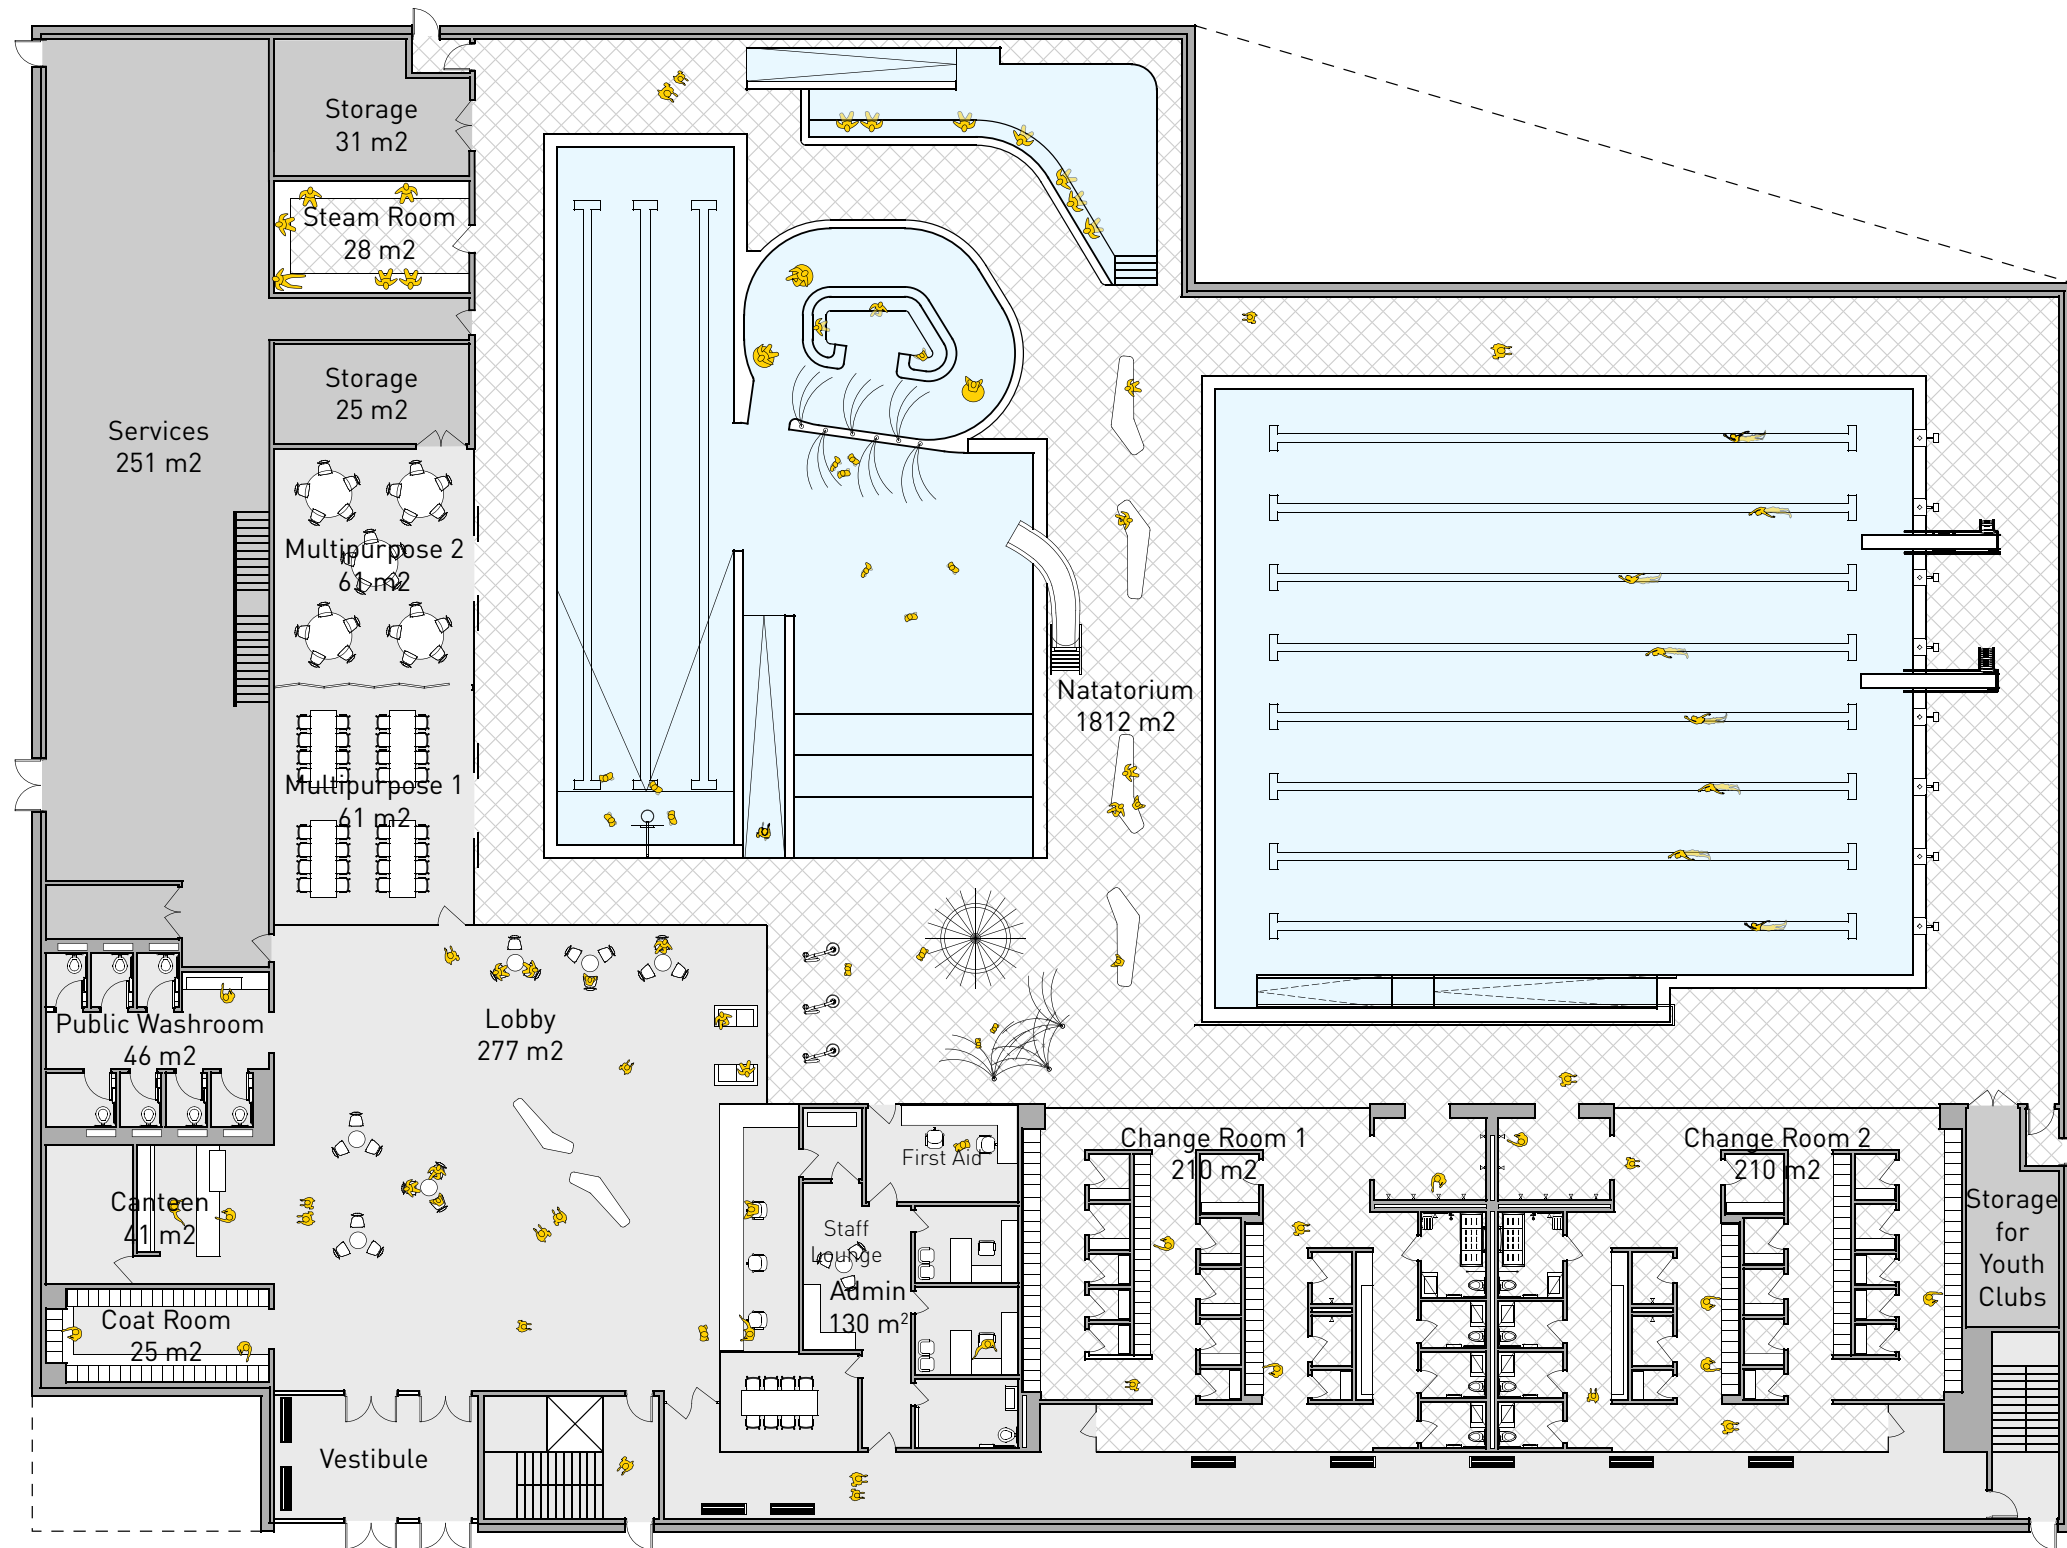 Storage
31 m2
Steam Room
28 m2
Storage
25 m2
Services
251 m2
Multipurpose 2
61 m2
Natatorium
1812 m2
Multipurpose 1
61 m2
Public Washroom
46 m2
Lobby
277 m2
Change Room 1
210 m2
Change Room 2
210 m2
First Aid
Canteen
41 m2
Storage
for
Youth
Clubs
Staff
Lounge
Admin
130 m²
Coat Room
25 m2
Vestibule